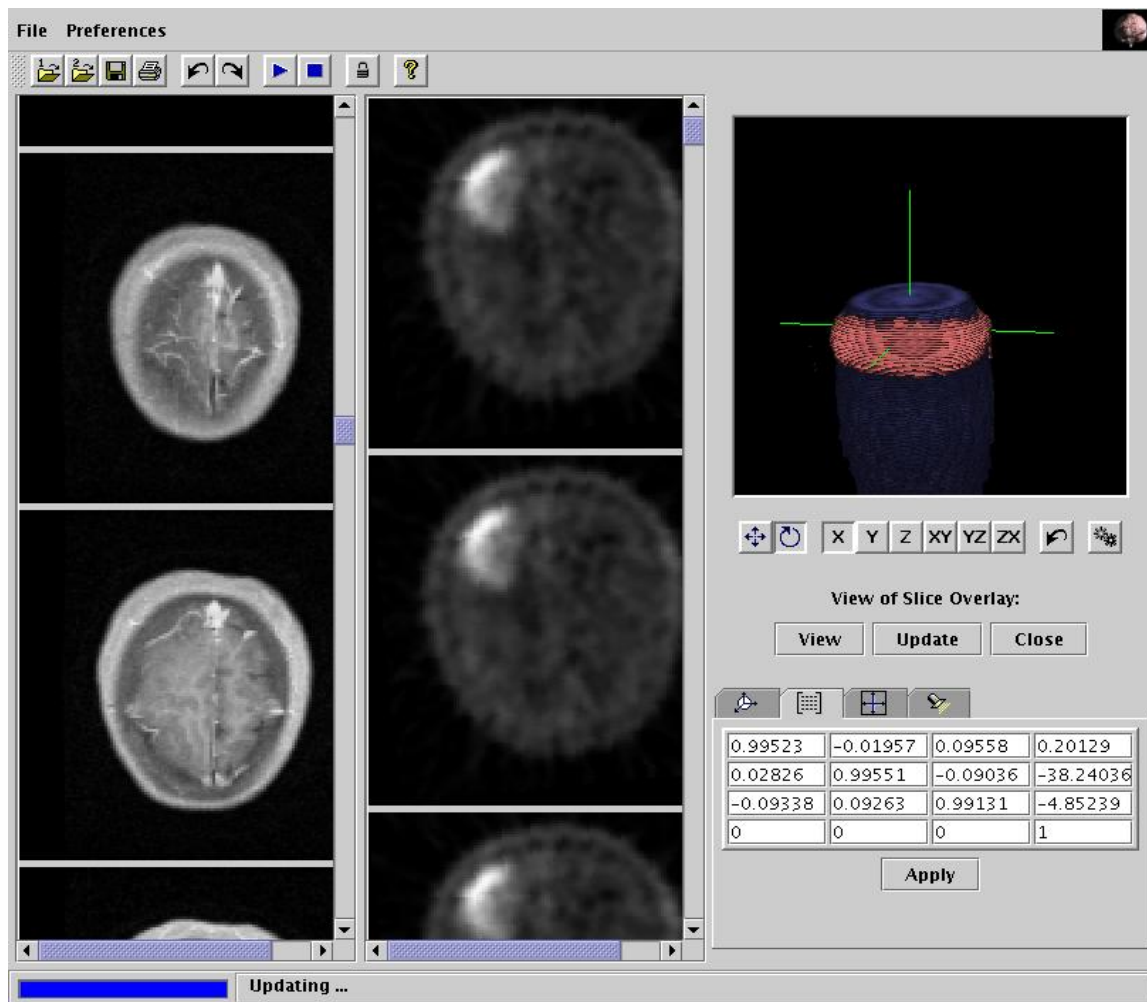 File Preferences
1 2 ?
X Y Z XY YZ ZX
View of Slice Overlay:
View Update Close
0.99523 -0.01957 0.09558 0.20129
0.02826 0.99551 -0.09036 -38.24036
-0.09338 0.09263 0.99131 -4.85239
0 0 0 1
Apply
Updating ...